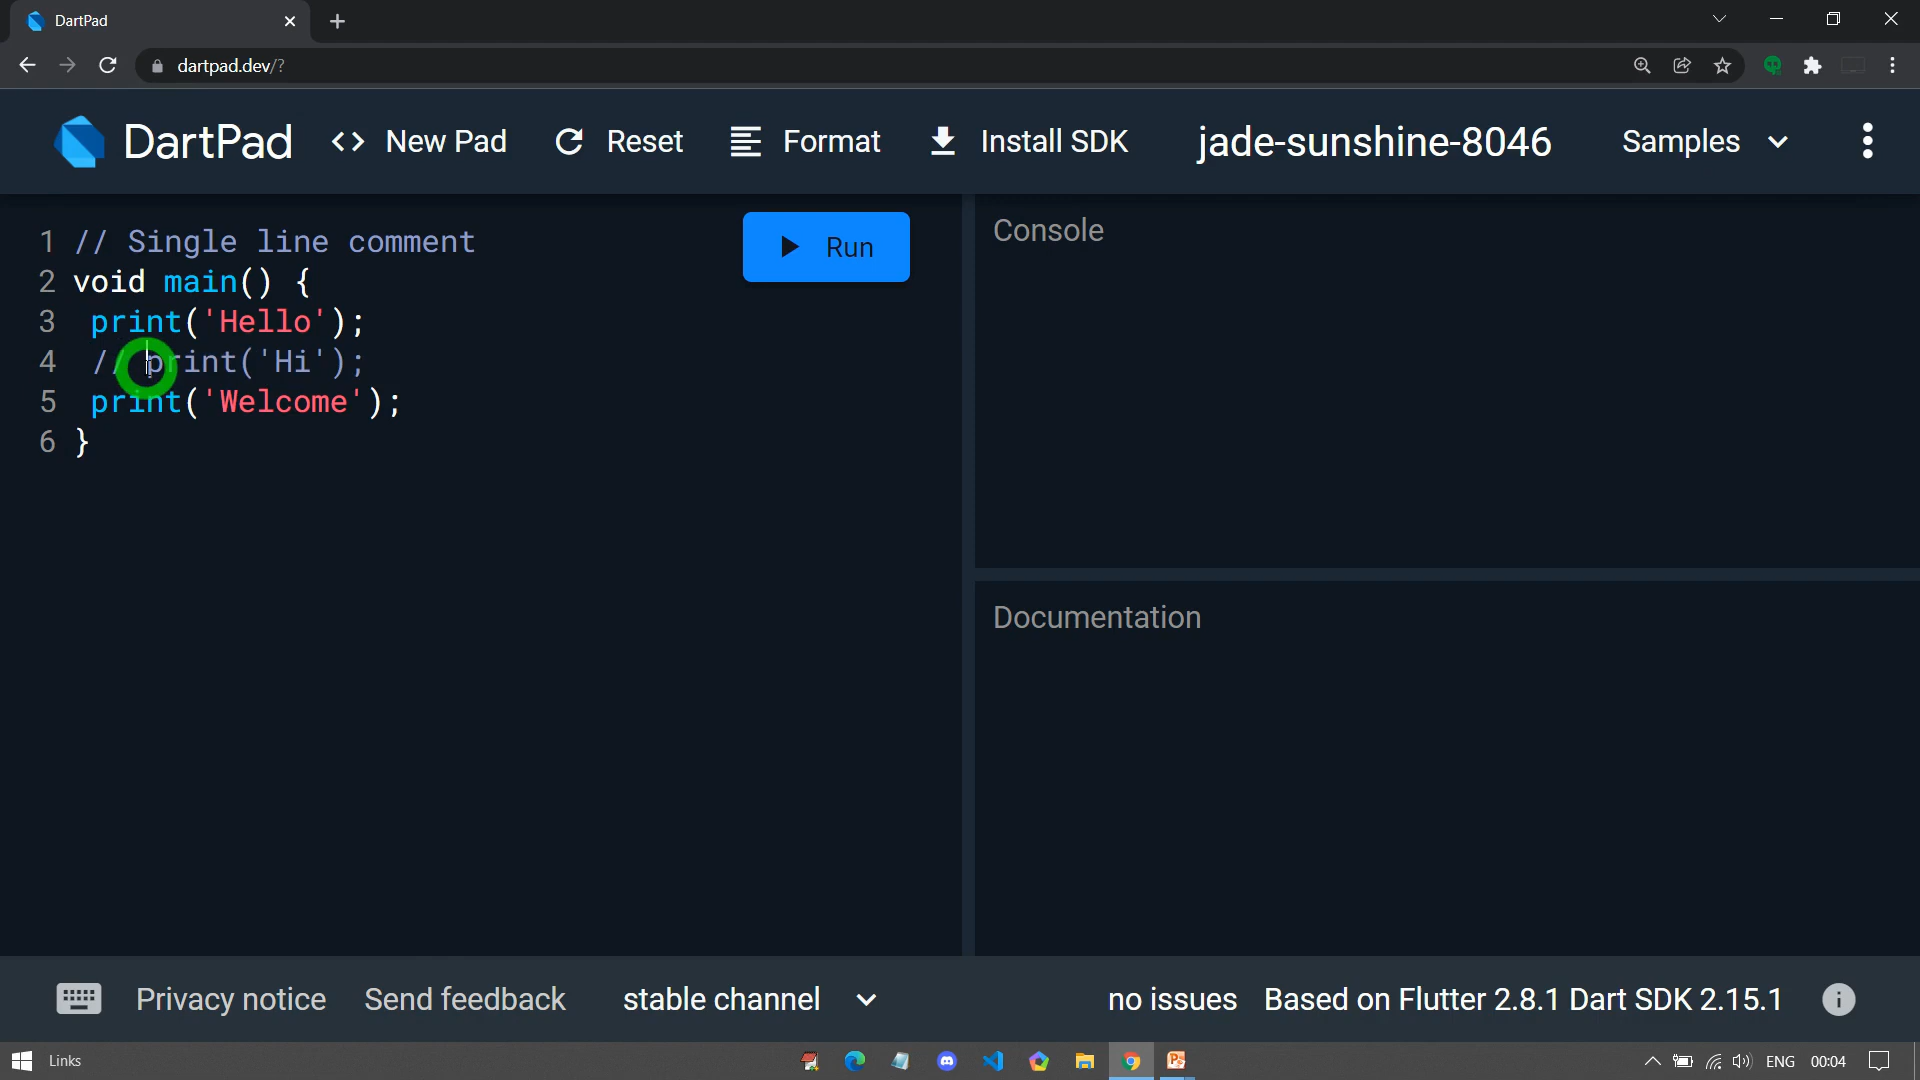 DartPad
dartpad.dev/?
DartPad
New Pad
Reset
Format
Install SDK
jade-sunshine-8046
Samples
1 // Single line comment
2 void main() {
3 print('Hello');
4 // print('Hi');
5 print('Welcome');
6 }
Run
Console
Documentation
Privacy notice
Send feedback
stable channel
no issues
Based on Flutter 2.8.1 Dart SDK 2.15.1
Links
ENG
00:04